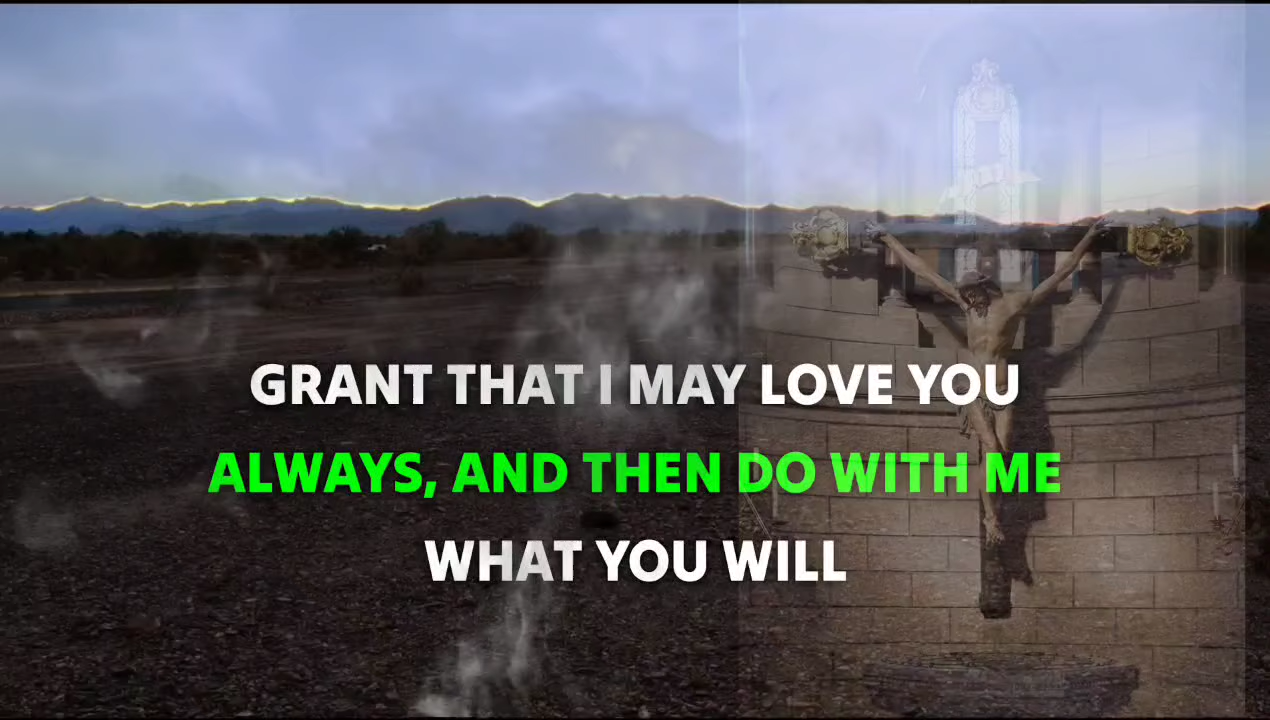 GRANT THAT I MAY LOVE YOU
ALWAYS, AND THEN DO WITH ME
WHAT YOU WILL